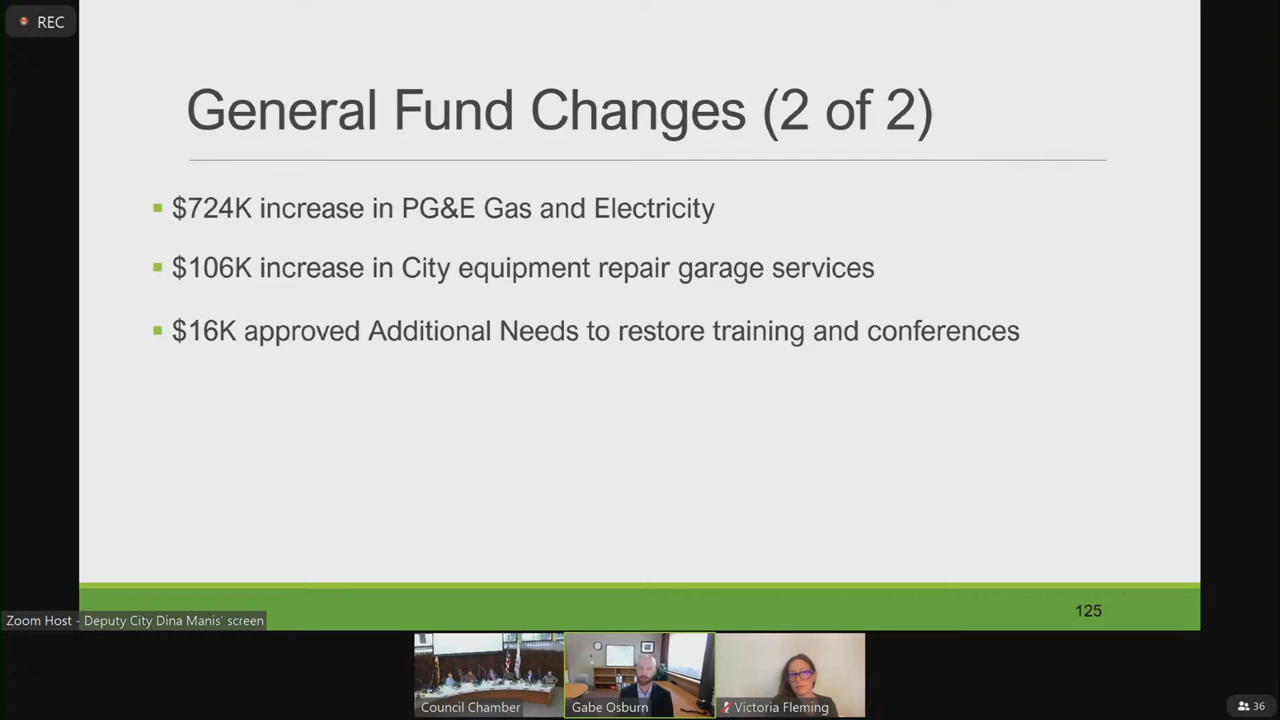 REC
General Fund Changes (2 of 2)
$724K increase in PG&E Gas and Electricity
$106K increase in City equipment repair garage services
$16K approved Additional Needs to restore training and conferences
125
Zoom Host - Deputy City Dina Manis' screen
Council Chamber
Gabe Osburn
Victoria Fleming
36